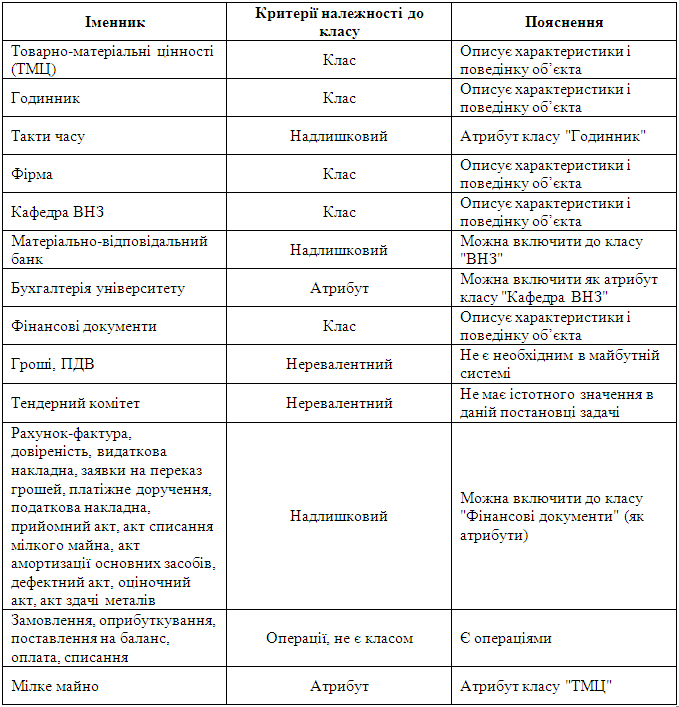 Іменник
Критерії належності до
класу
Пояснення
Товарно-матеріальні цінності
(ТМЦ)
Клас
Описує характеристики і
поведінку об’єкта
Годинник
Клас
Описує характеристики і
поведінку об’єкта
Такти часу
Надлишковий
Атрибут класу "Годинник"
Фірма
Клас
Описує характеристики і
поведінку об’єкта
Кафедра ВНЗ
Клас
Описує характеристики і
поведінку об’єкта
Матеріально-відповідальний
банк
Надлишковий
Можна включити до класу
"ВНЗ"
Бухгалтерія університету
Атрибут
Можна включити як атрибут
класу "Кафедра ВНЗ"
Фінансові документи
Клас
Описує характеристики і
поведінку об’єкта
Гроші, ПДВ
Неревалентний
Не є необхідним в майбутній
системі
Тендерний комітет
Неревалентний
Не має істотного значення в
даній постановці задачі
Рахунок-фактура,
довіреність, видаткова
накладна, заявки на переказ
грошей, платіжне доручення,
податкова накладна,
прийомний акт, акт списання
мілкого майна, акт
амортизації основних засобів,
дефектний акт, оціночний
акт, акт здачі металів
Надлишковий
Можна включити до класу
"Фінансові документи" (як
атрибути)
Замовлення, оприбуткування,
поставлення на баланс,
оплата, списання
Операції, не є класом
Є операціями
Мілке майно
Атрибут
Атрибут класу "ТМЦ"